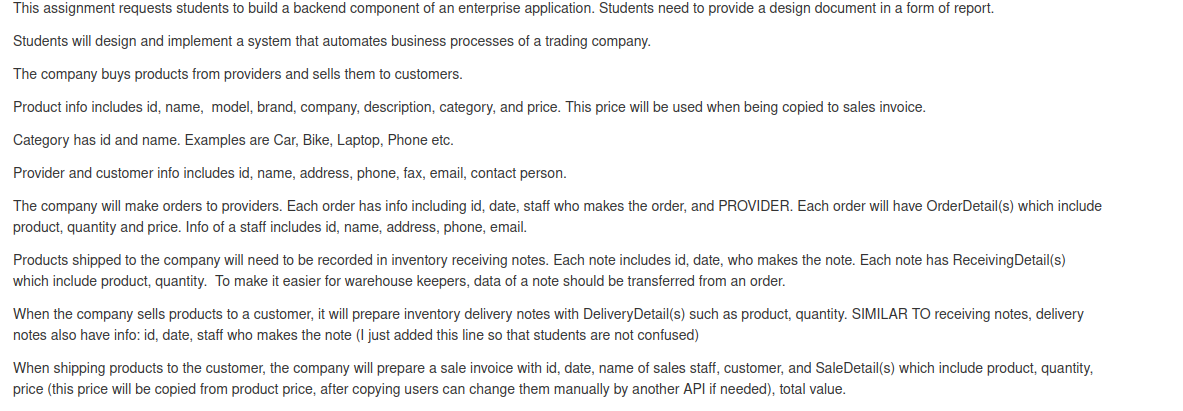 This assignment requests students to build a backend component of an enterprise application. Students need to provide a design document in a form of report.
Students will design and implement a system that automates business processes of a trading company.
The company buys products from providers and sells them to customers.
Product info includes id, name,  model, brand, company, description, category, and price. This price will be used when being copied to sales invoice.
Category has id and name. Examples are Car, Bike, Laptop, Phone etc.
Provider and customer info includes id, name, address, phone, fax, email, contact person.
The company will make orders to providers. Each order has info including id, date, staff who makes the order, and PROVIDER. Each order will have OrderDetail(s) which include
product, quantity and price. Info of a staff includes id, name, address, phone, email.
Products shipped to the company will need to be recorded in inventory receiving notes. Each note includes id, date, who makes the note. Each note has ReceivingDetail(s)
which include product, quantity.  To make it easier for warehouse keepers, data of a note should be transferred from an order.
When the company sells products to a customer, it will prepare inventory delivery notes with DeliveryDetail(s) such as product, quantity. SIMILAR TO receiving notes, delivery
notes also have info: id, date, staff who makes the note (I just added this line so that students are not confused)
When shipping products to the customer, the company will prepare a sale invoice with id, date, name of sales staff, customer, and SaleDetail(s) which include product, quantity,
price (this price will be copied from product price, after copying users can change them manually by another API if needed), total value.